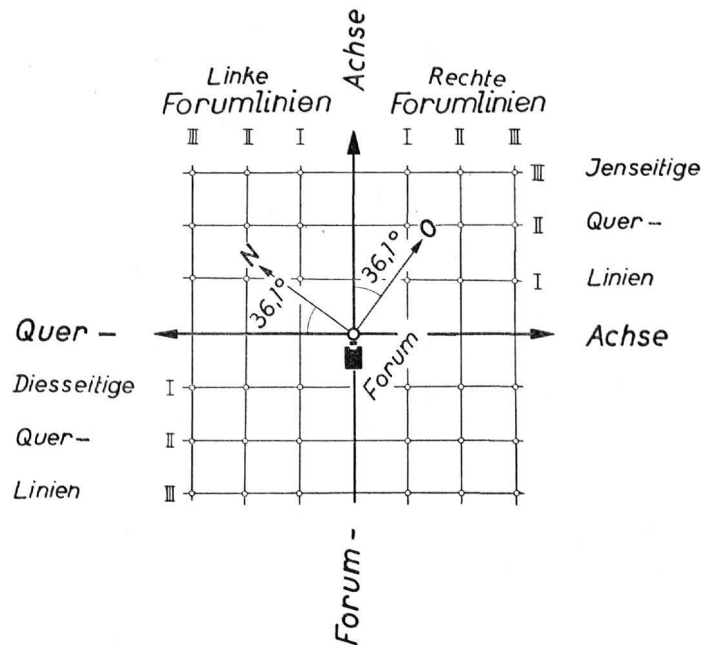 Achse
Linke
Forumlinien
III II I
Rechte
Forumlinien
I II III
III Jenseitige
II Quer-
I Linien
N
36,1°
O
36,1°
Quer-
Achse
Forum
Diesseitige I
Quer- II
Linien III
Forum-